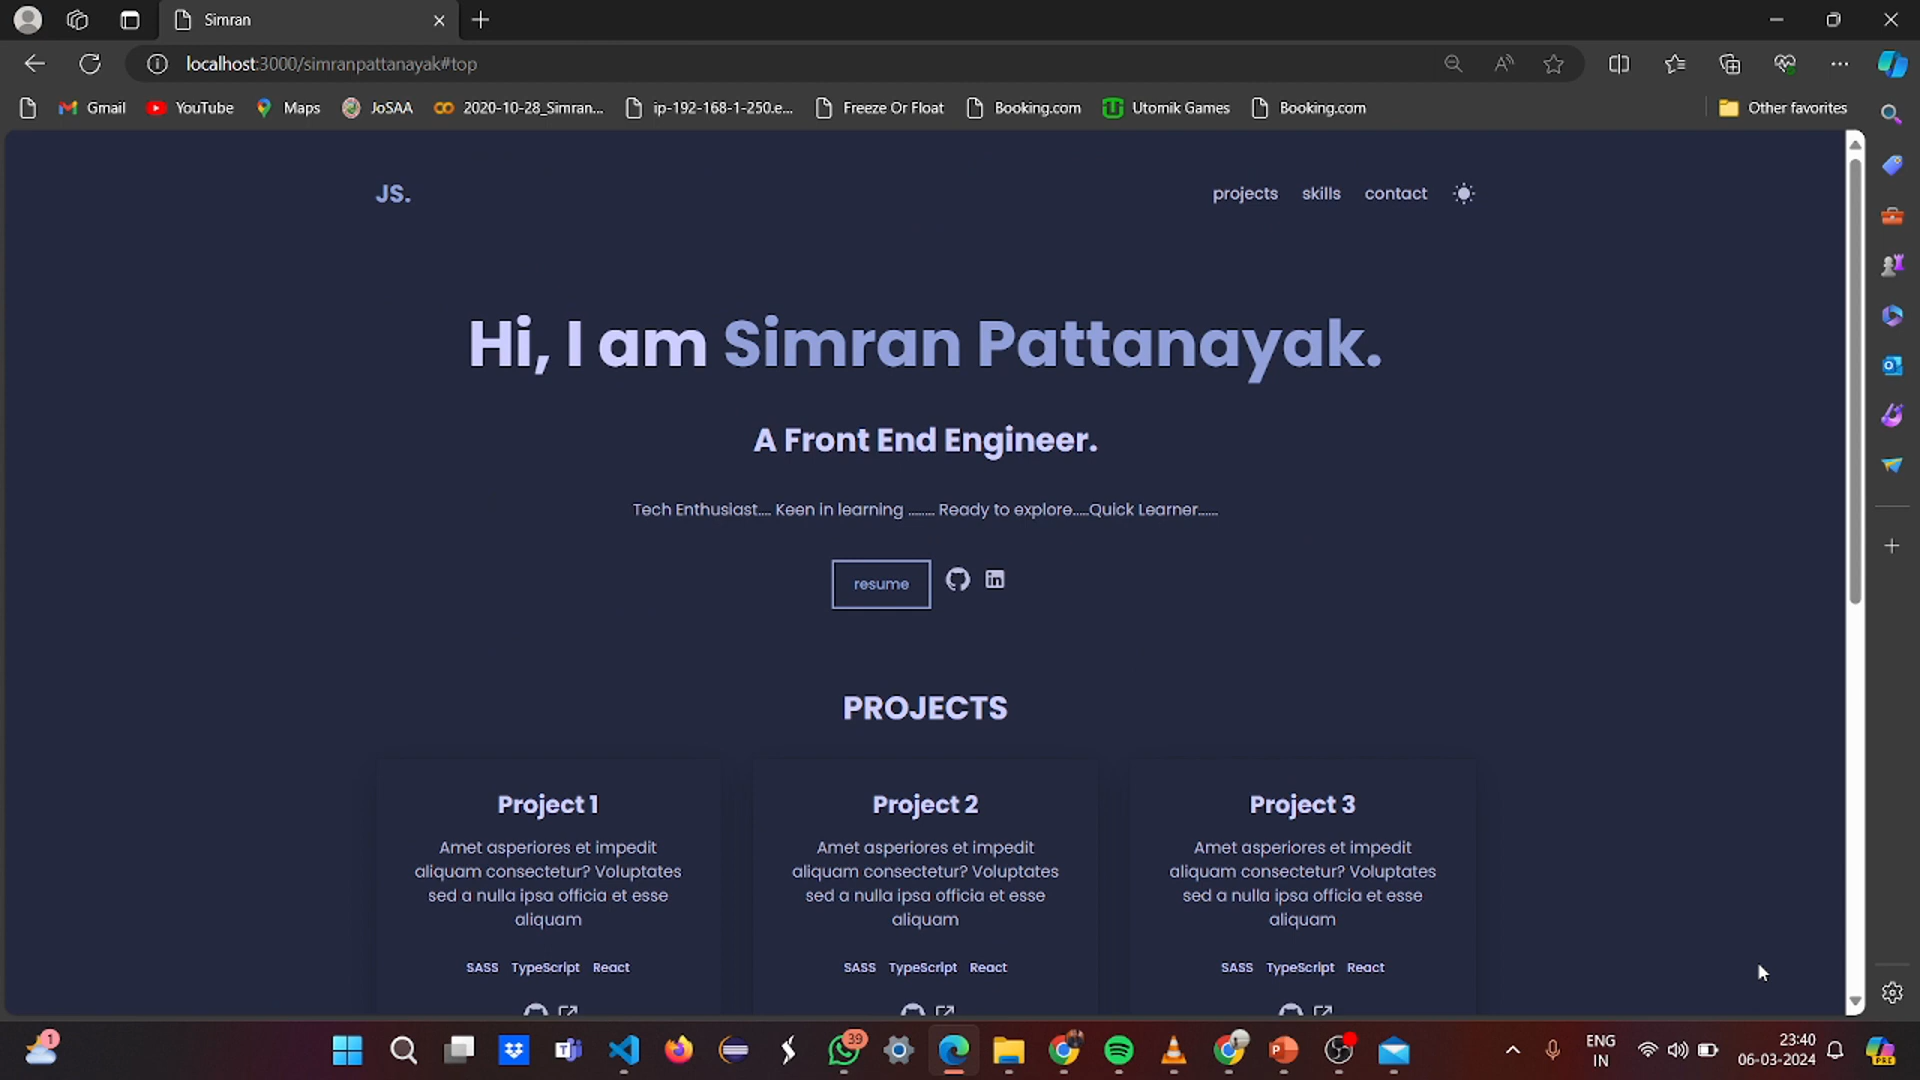 Simran
localhost:3000/simranpattanayak#top
Gmail YouTube Maps JoSAA 2020-10-28_Simran... ip-192-168-1-250.e... Freeze Or Float Booking.com Utomik Games Booking.com Other favorites
JS. projects skills contact
Hi, I am Simran Pattanayak.
A Front End Engineer.
Tech Enthusiast.... Keen in learning ........ Ready to explore.....Quick Learner......
resume
PROJECTS
Project 1
Amet asperiores et impedit
aliquam consectetur? Voluptates
sed a nulla ipsa officia et esse
aliquam
SASS TypeScript React
Project 2
Amet asperiores et impedit
aliquam consectetur? Voluptates
sed a nulla ipsa officia et esse
aliquam
SASS TypeScript React
Project 3
Amet asperiores et impedit
aliquam consectetur? Voluptates
sed a nulla ipsa officia et esse
aliquam
SASS TypeScript React
1
39
ENG
IN
23:40
06-03-2024
PRE